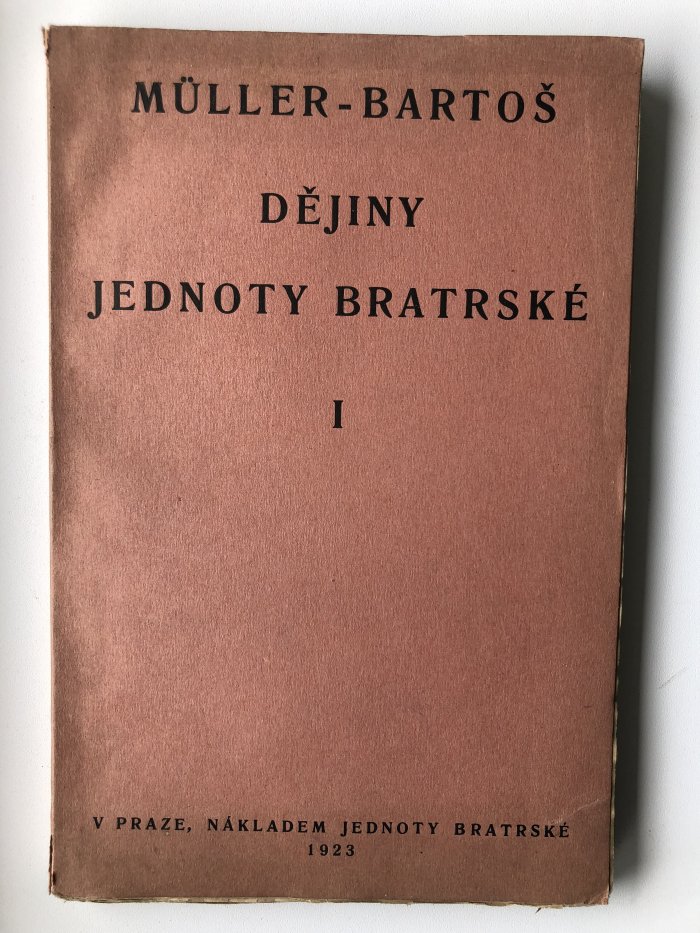 MÜLLER-BARTOŠ
DĚJINY
JEDNOTY BRATRSKÉ
I
V PRAZE, NÁKLADEM JEDNOTY BRATRSKÉ
1923